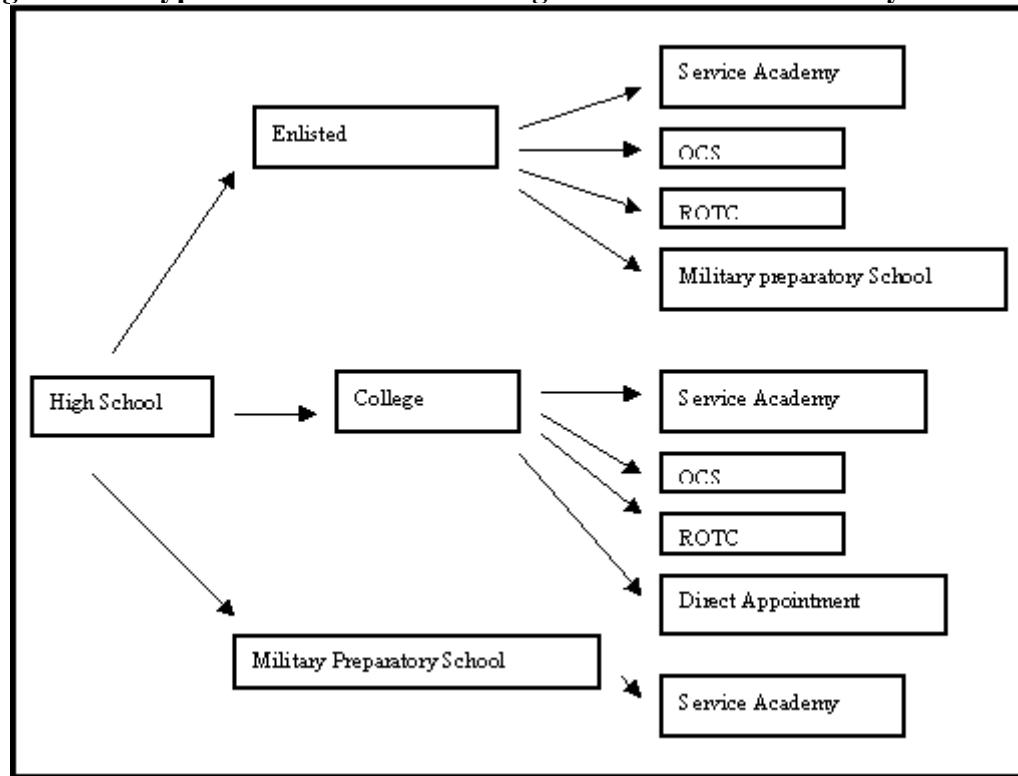 Service Academy
Enlisted
OCS
ROTC
Military preparatory School
High School
College
Service Academy
OCS
ROTC
Direct Appointment
Military Preparatory School
Service Academy